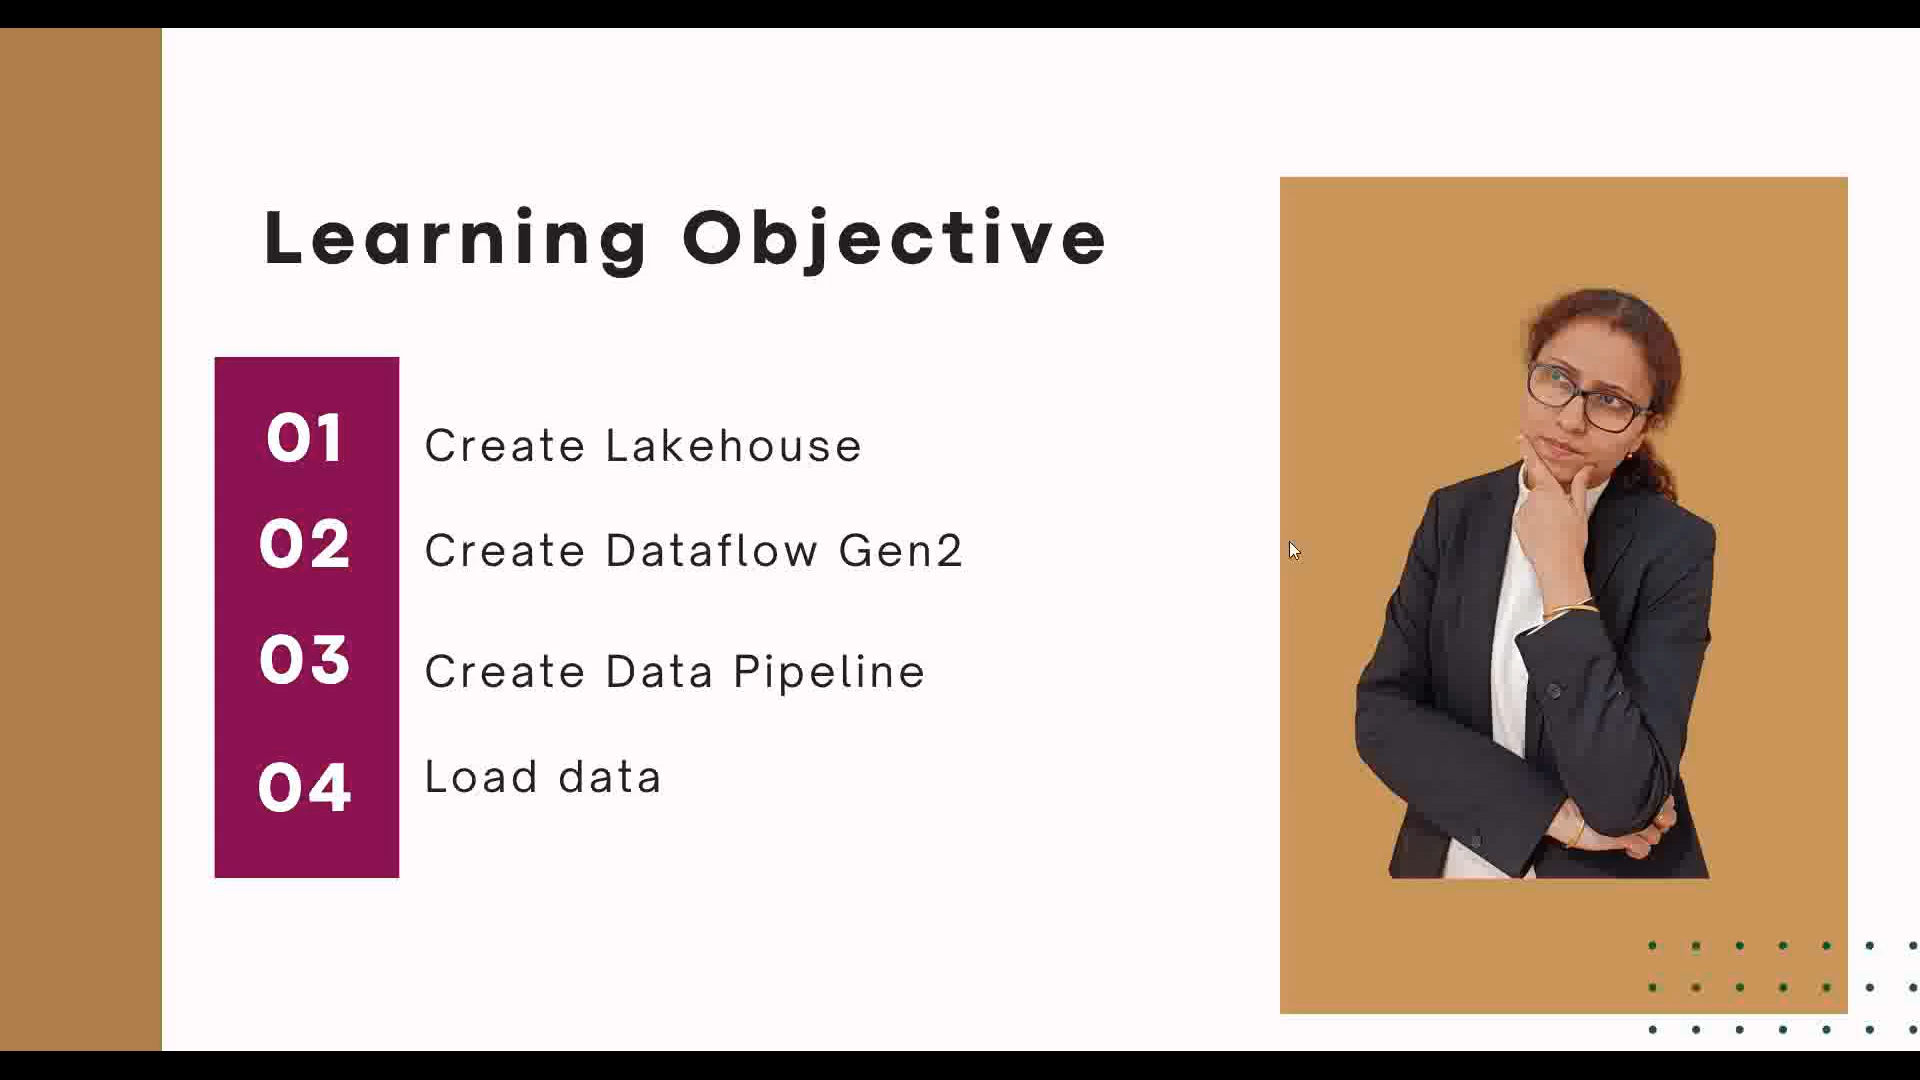 Learning Objective
01 Create Lakehouse
02 Create Dataflow Gen2
03 Create Data Pipeline
04 Load data